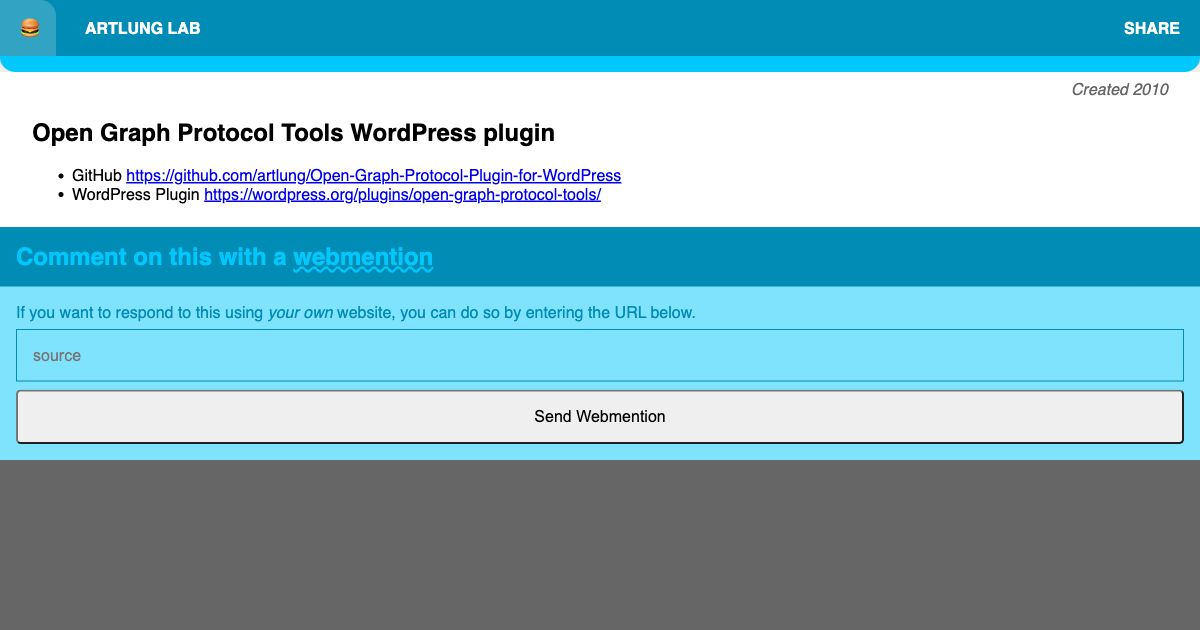 ARTLUNG LAB
SHARE
Created 2010
Open Graph Protocol Tools WordPress plugin
• GitHub https://github.com/artlung/Open-Graph-Protocol-Plugin-for-WordPress
• WordPress Plugin https://wordpress.org/plugins/open-graph-protocol-tools/
Comment on this with a webmention
If you want to respond to this using your own website, you can do so by entering the URL below.
source
Send Webmention